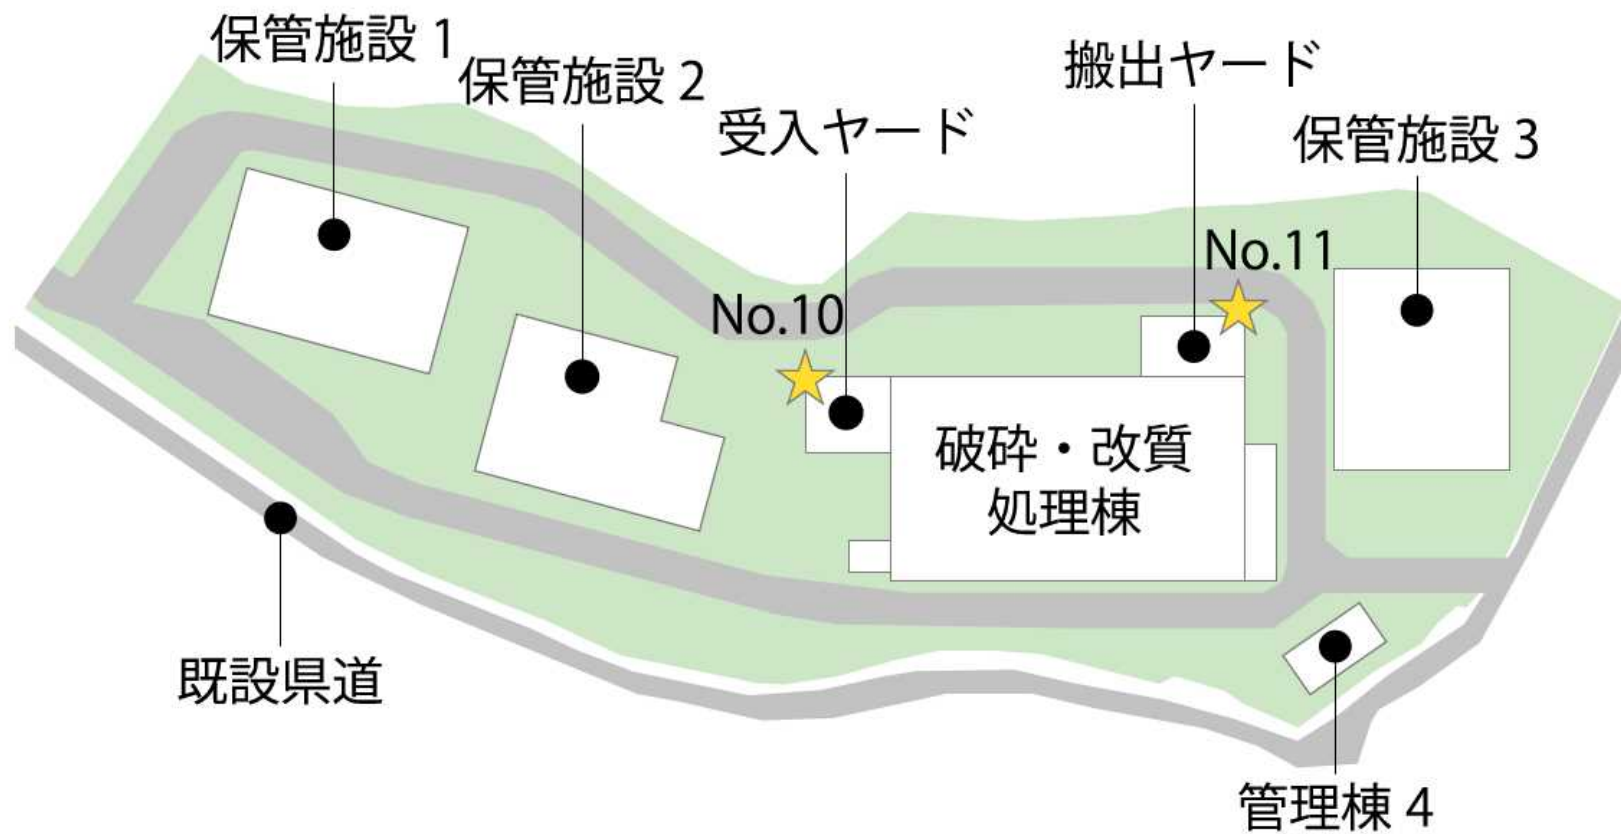 保管施設 1
保管施設 2
搬出ヤード
受入ヤード
保管施設 3
No.11
No.10
破砕・改質
処理棟
既設県道
管理棟 4